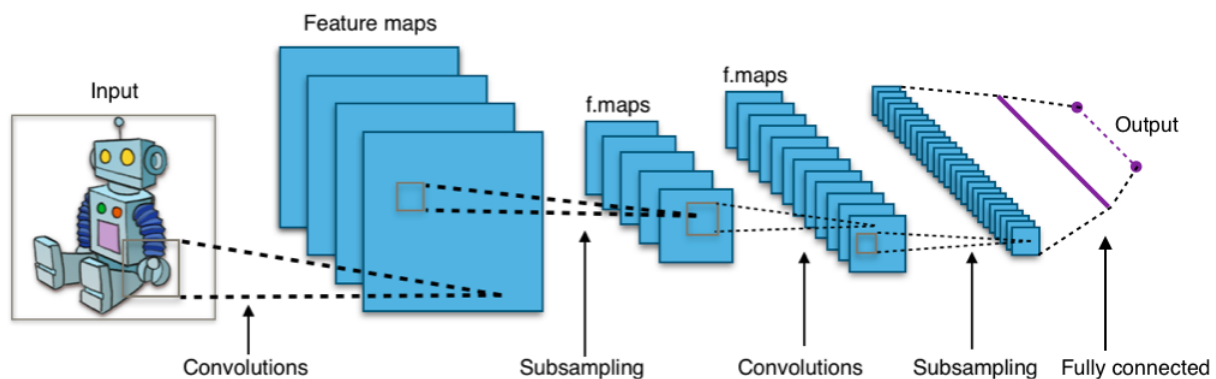 Feature maps
f.maps
f.maps
Input
Output
Convolutions
Subsampling
Convolutions
Subsampling
Fully connected